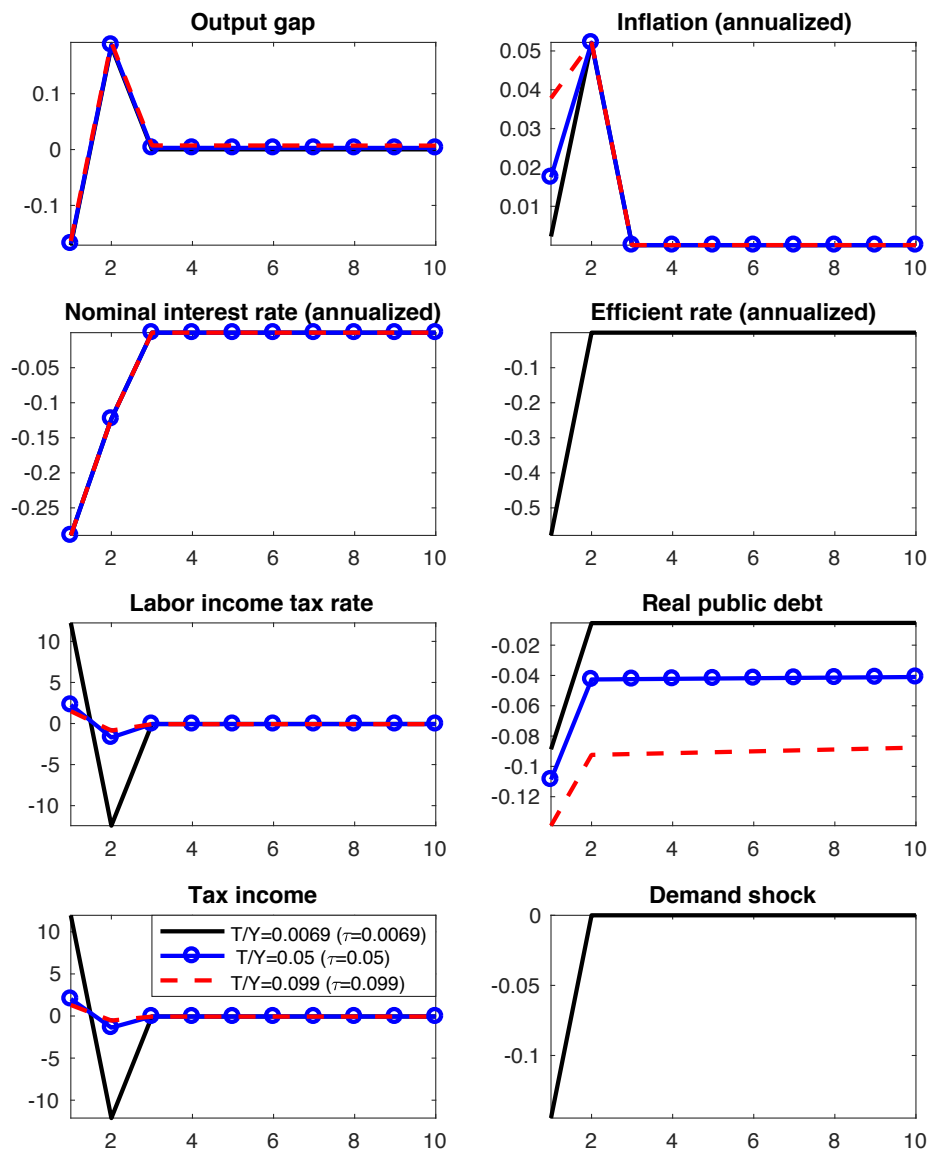 Output gap
0.1
0
-0.1
2 4 6 8 10
Inflation (annualized)
0.05
0.04
0.03
0.02
0.01
2 4 6 8 10
Nominal interest rate (annualized)
-0.05
-0.1
-0.15
-0.2
-0.25
2 4 6 8 10
Efficient rate (annualized)
-0.1
-0.2
-0.3
-0.4
-0.5
2 4 6 8 10
Labor income tax rate
10
5
0
-5
-10
2 4 6 8 10
Real public debt
-0.02
-0.04
-0.06
-0.08
-0.1
-0.12
2 4 6 8 10
Tax income
10
5
0
-5
-10
2 4 6 8 10
T/Y=0.0069 (τ=0.0069)
T/Y=0.05 (τ=0.05)
T/Y=0.099 (τ=0.099)
Demand shock
0
-0.05
-0.1
2 4 6 8 10